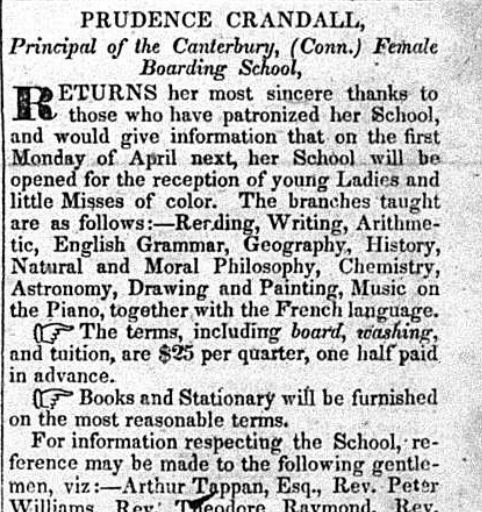 PRUDENCE CRANDALL,
Principal of the Canterbury, (Conn.) Female
Boarding School,
RETURNS her most sincere thanks to
those who have patronized her School,
and would give information that on the first
Monday of April next, her School will be
opened for the reception of young Ladies and
little Misses of color. The branches taught
are as follows:—Reading, Writing, Arithme-
tic, English Grammar, Geography, History,
Natural and Moral Philosophy, Chemistry,
Astronomy, Drawing and Painting, Music on
the Piano, together with the French language.
☞ The terms, including board, washing,
and tuition, are $25 per quarter, one half paid
in advance.
☞ Books and Stationary will be furnished
on the most reasonable terms.
For information respecting the School, re-
ference may be made to the following gentle-
men, viz:—Arthur Tappan, Esq., Rev. Peter
Williams, Rev. Theodore Raymond, Rev.